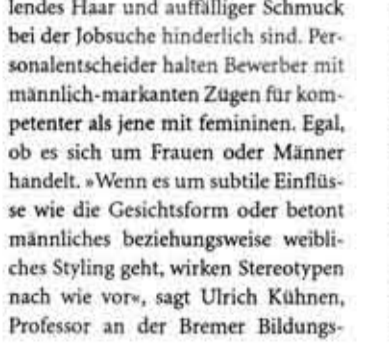 lendes Haar und auffälliger Schmuck
bei der Jobsuche hinderlich sind. Per-
sonalentscheider halten Bewerber mit
männlich-markanten Zügen für kom-
petenter als jene mit femininen. Egal,
ob es sich um Frauen oder Männer
handelt. »Wenn es um subtile Einflüs-
se wie die Gesichtsform oder betont
männliches beziehungsweise weibli-
ches Styling geht, wirken Stereotypen
nach wie vor«, sagt Ulrich Kühnen,
Professor an der Bremer Bildungs-